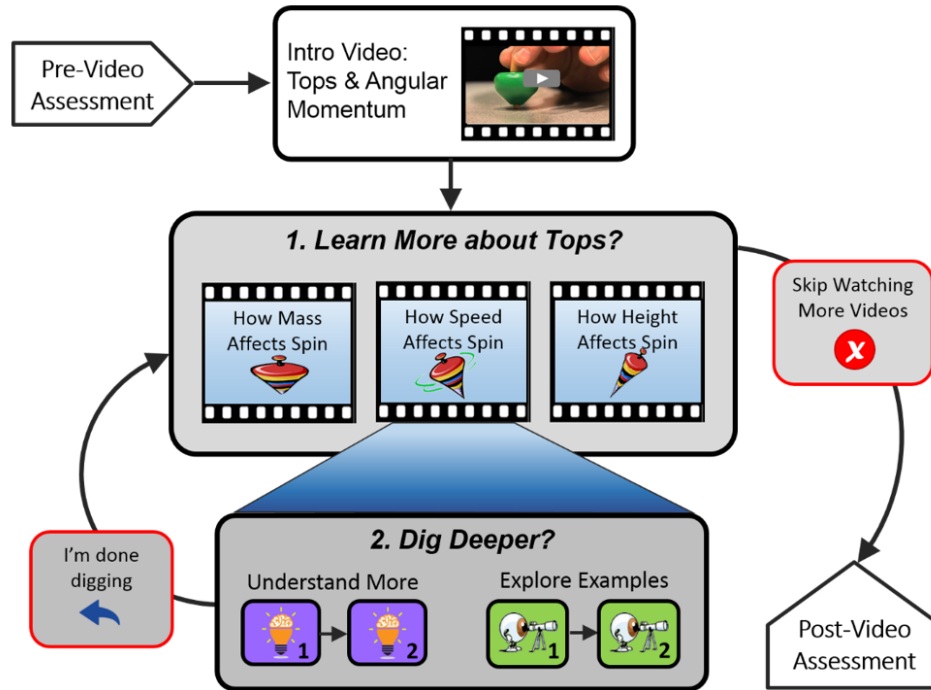 Pre-Video
Assessment
Intro Video:
Tops & Angular
Momentum
1. Learn More about Tops?
How Mass
Affects Spin
How Speed
Affects Spin
How Height
Affects Spin
Skip Watching
More Videos
X
I'm done
digging
2. Dig Deeper?
Understand More
1
2
Explore Examples
1
2
Post-Video
Assessment